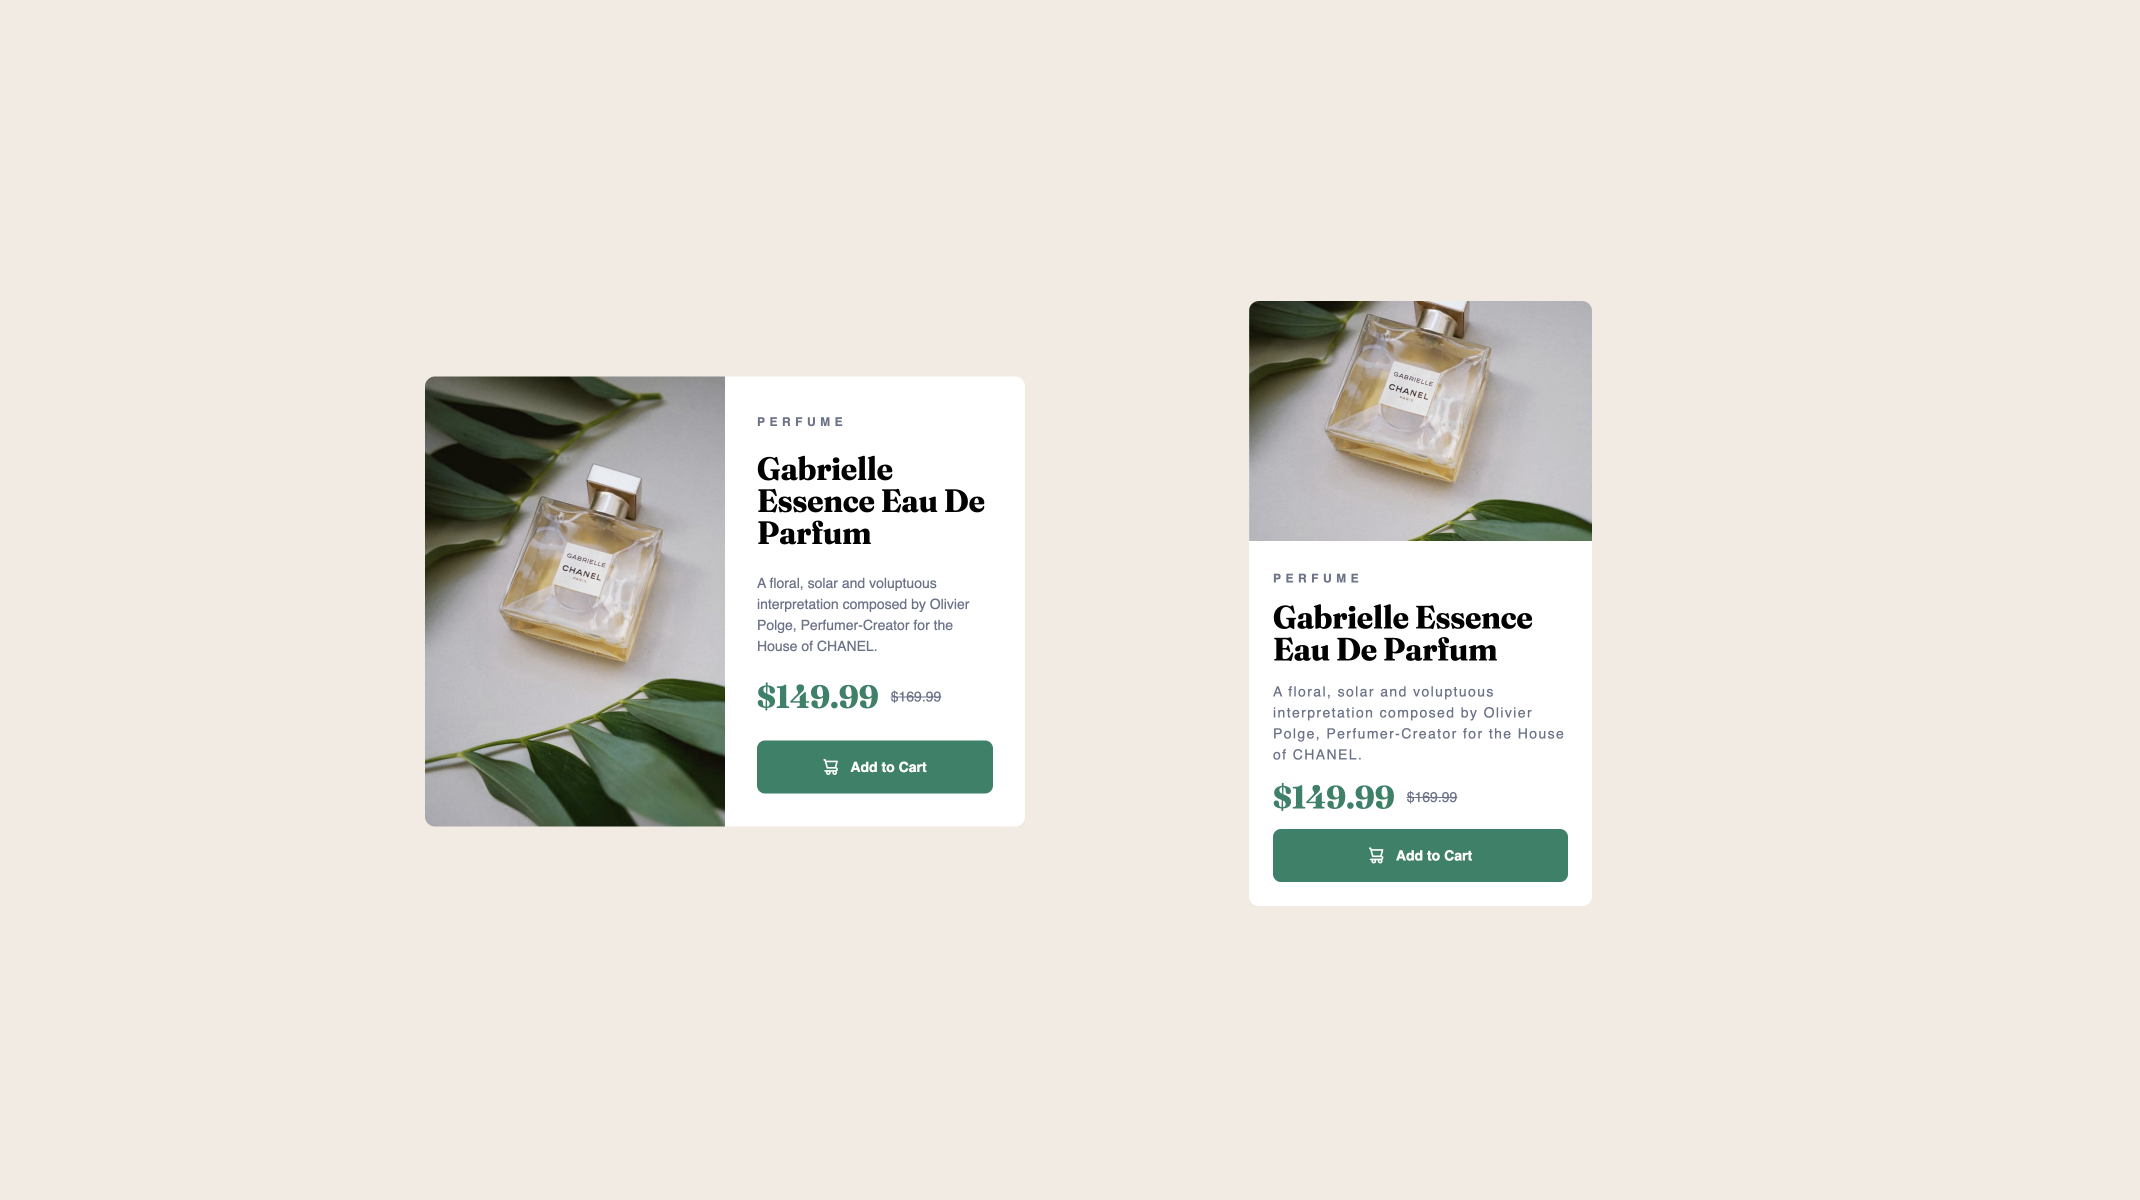 GABRIELLE
CHANEL
PARIS
PERFUME
Gabrielle
Essence Eau De
Parfum
A floral, solar and voluptuous
interpretation composed by Olivier
Polge, Perfumer-Creator for the
House of CHANEL.
$149.99 $169.99
Add to Cart
GABRIELLE
CHANEL
PARIS
PERFUME
Gabrielle Essence
Eau De Parfum
A floral, solar and voluptuous
interpretation composed by Olivier
Polge, Perfumer-Creator for the House
of CHANEL.
$149.99 $169.99
Add to Cart